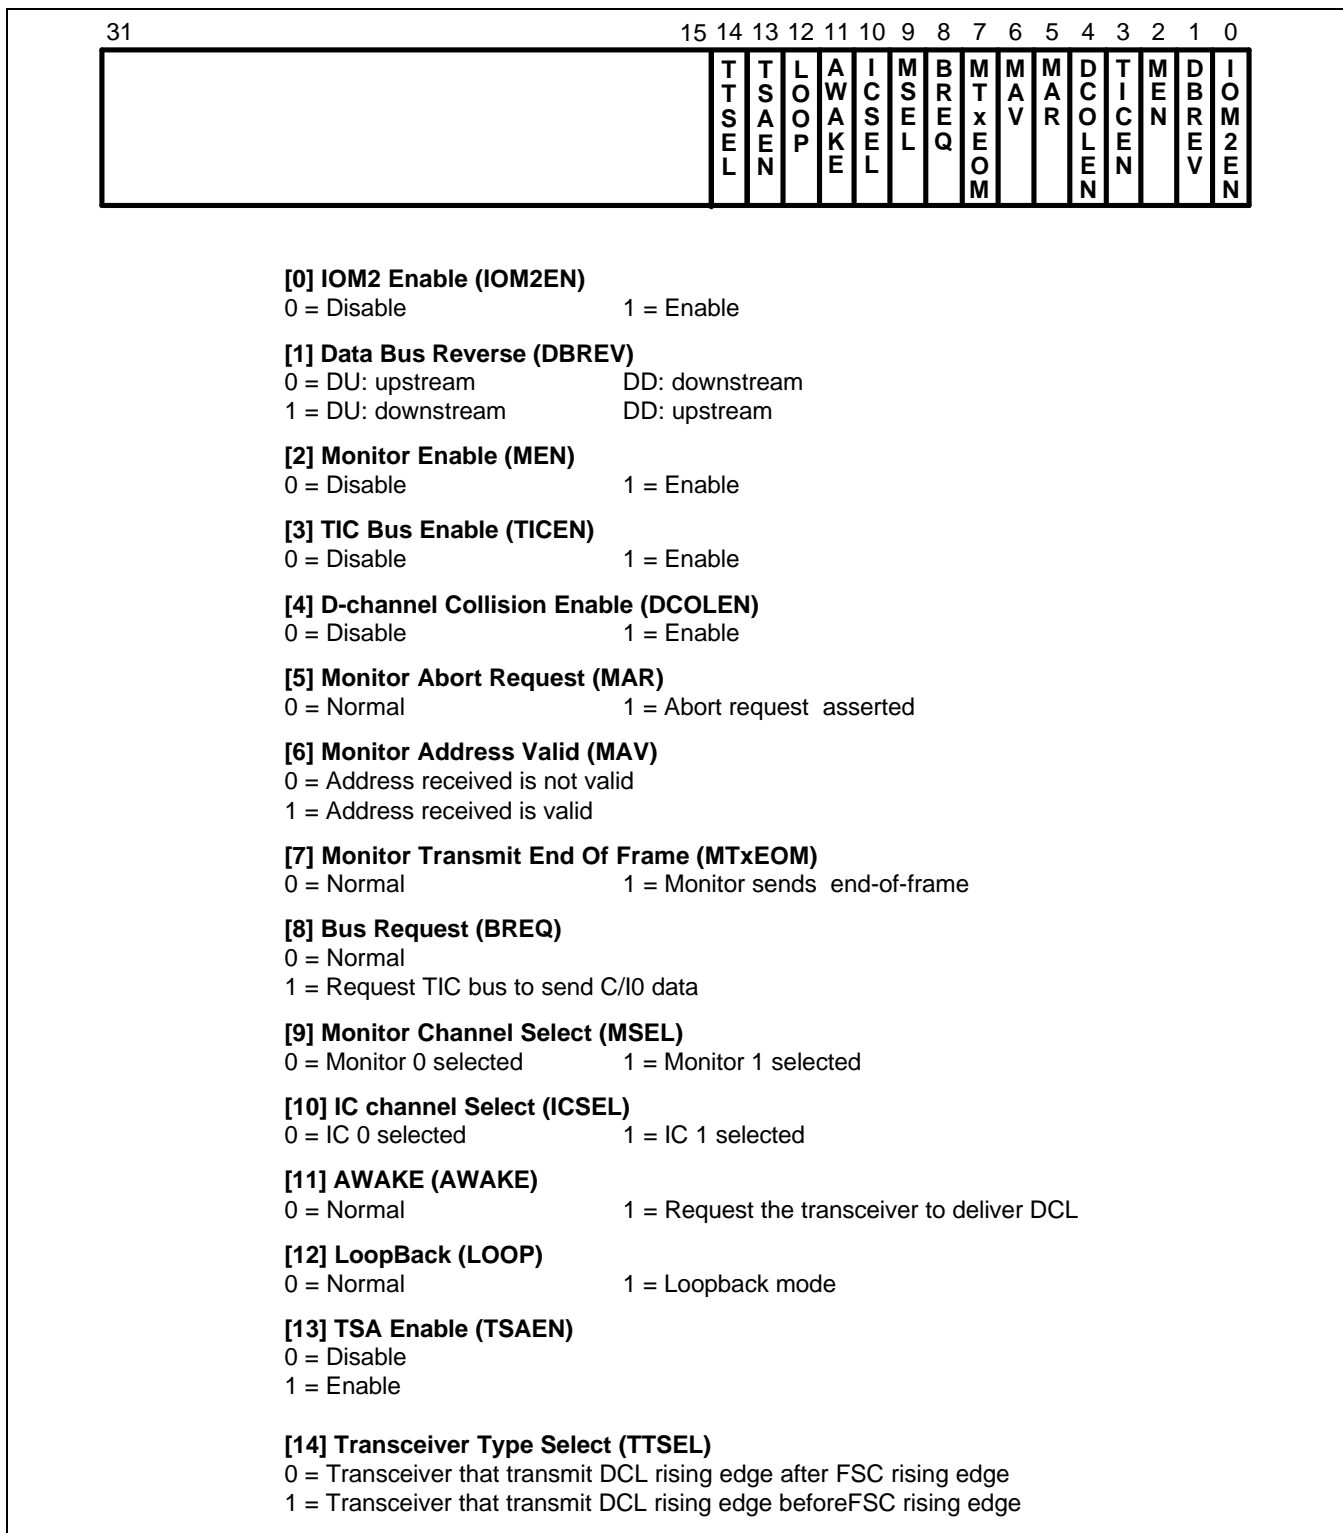 31 15 14 13 12 11 10 9 8 7 6 5 4 3 2 1 0
TTSEL TSAEN LOOP AWAKE ICSEL MSEL BREQ MTxEOM MAV MAR DCOLEN TICEN MEN DBREV IOM2EN
[0] IOM2 Enable (IOM2EN)
0 = Disable 1 = Enable
[1] Data Bus Reverse (DBREV)
0 = DU: upstream DD: downstream
1 = DU: downstream DD: upstream
[2] Monitor Enable (MEN)
0 = Disable 1 = Enable
[3] TIC Bus Enable (TICEN)
0 = Disable 1 = Enable
[4] D-channel Collision Enable (DCOLEN)
0 = Disable 1 = Enable
[5] Monitor Abort Request (MAR)
0 = Normal 1 = Abort request asserted
[6] Monitor Address Valid (MAV)
0 = Address received is not valid
1 = Address received is valid
[7] Monitor Transmit End Of Frame (MTxEOM)
0 = Normal 1 = Monitor sends end-of-frame
[8] Bus Request (BREQ)
0 = Normal
1 = Request TIC bus to send C/I0 data
[9] Monitor Channel Select (MSEL)
0 = Monitor 0 selected 1 = Monitor 1 selected
[10] IC channel Select (ICSEL)
0 = IC 0 selected 1 = IC 1 selected
[11] AWAKE (AWAKE)
0 = Normal 1 = Request the transceiver to deliver DCL
[12] LoopBack (LOOP)
0 = Normal 1 = Loopback mode
[13] TSA Enable (TSAEN)
0 = Disable
1 = Enable
[14] Transceiver Type Select (TTSEL)
0 = Transceiver that transmit DCL rising edge after FSC rising edge
1 = Transceiver that transmit DCL rising edge beforeFSC rising edge